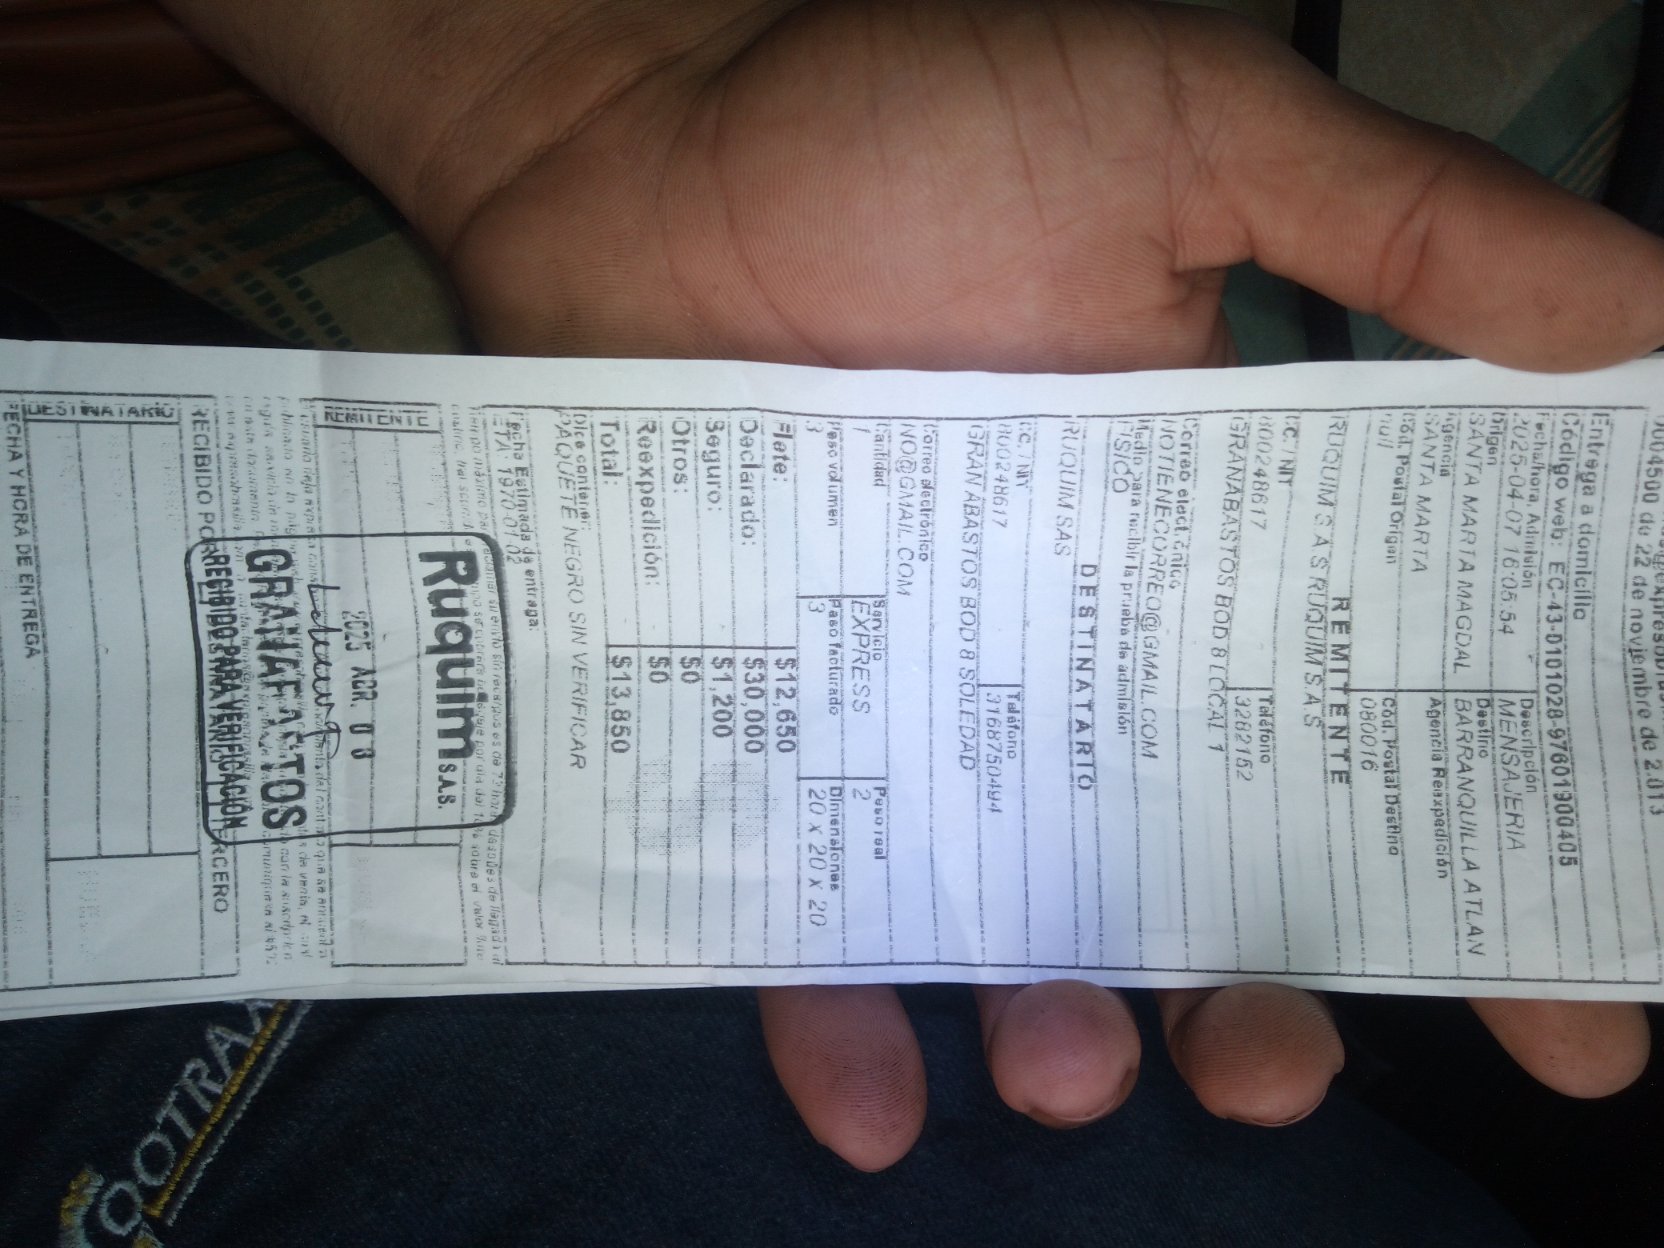 22 de noviembre de 2.013
Entrega a domicilio
Código web: EC-43-0101028-97601900405
Fecha/hora. Admisión
Descripción
2025-04-07 16:05:54
MENSAJERIA
Origen
Destino
SANTA MARTA MAGDAL
BARRANQUILLA ATLAN
Agencia
Agencia Reexpedición
SANTA MARTA
Cód. Postal Origen
Cód. Postal Destino
null
080016
REMITENTE
RUQUIM S A S RUQUIM S A S
C.C / NIT
Teléfono
800248617
3282152
GRANABASTOS BOD 8 LOCAL 1
Correo elect.ónico
NOTIENECORREO@GMAIL.COM
Medio para recibir la prueba de admisión
FISICO
DESTINATARIO
RUQUIM SAS
C.C / NIT
Teléfono
800248617
3168750494
GRAN ABASTOS BOD 8 SOLEDAD
Correo electrónico
NO@GMAIL.COM
Cantidad
Servicio
Peso real
1
EXPRESS
2
Peso volumen
Peso facturado
Dimensiones
3
3
20 x 20 x 20
Flete:
$12,650
Declarado:
$30,000
Seguro:
$1,200
Otros:
$0
Reexpedición:
$0
Total:
$13,850
Dice contener:
PAQUETE NEGRO SIN VERIFICAR
Fecha Estimada de entrega:
ETA 1970-01-02
REMITENTE
Ruquim S.A.S.
2025 ABR. 08
GRANABASTOS
RECIBIDO PARA VERIFICACIÓN
RECIBIDO POR
TERCERO
DESTINATARIO
FECHA Y HORA DE ENTREGA
OOTRA